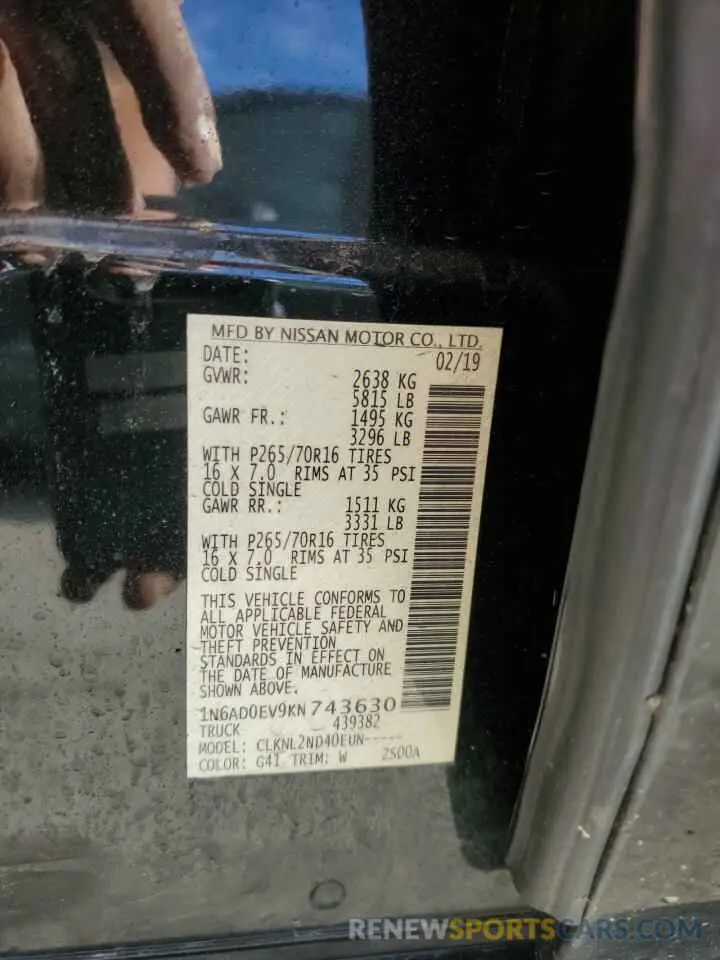 MFD BY NISSAN MOTOR CO., LTD.
DATE: 02/19
GVWR: 2638 KG
5815 LB
GAWR FR.: 1495 KG
3296 LB
WITH P265/70R16 TIRES
16 X 7.0 RIMS AT 35 PSI
COLD SINGLE
GAWR RR.: 1511 KG
3331 LB
WITH P265/70R16 TIRES
16 X 7.0 RIMS AT 35 PSI
COLD SINGLE
THIS VEHICLE CONFORMS TO
ALL APPLICABLE FEDERAL
MOTOR VEHICLE SAFETY AND
THEFT PREVENTION
STANDARDS IN EFFECT ON
THE DATE OF MANUFACTURE
SHOWN ABOVE.
1N6AD0EV9KN743630
TRUCK 439382
MODEL: CLKNL2ND40EUN-----
COLOR: G41 TRIM: W 2S00A
RENEWSPORTSCARS.COM